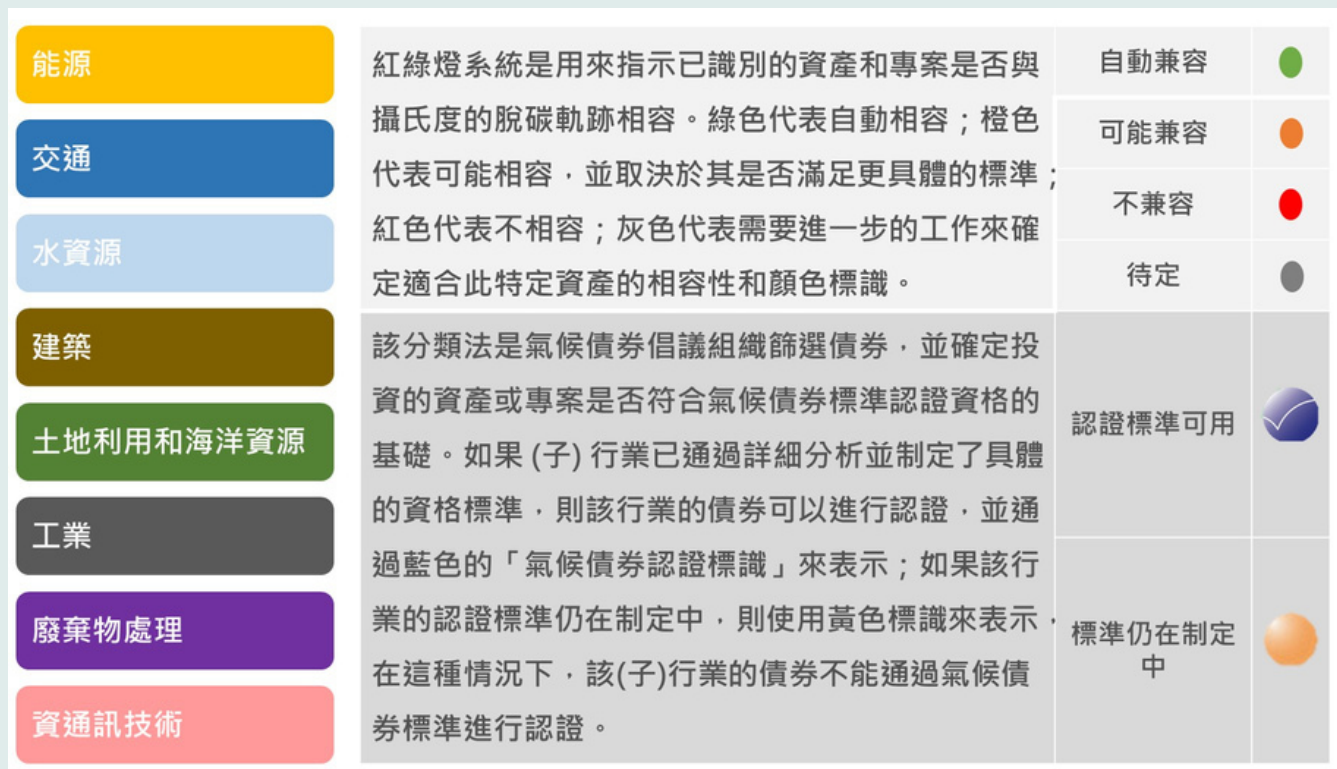 能源
交通
水資源
建築
土地利用和海洋資源
工業
廢棄物處理
資通訊技術
紅綠燈系統是用來指示已識別的資產和專案是否與
攝氏度的脫碳軌跡相容。綠色代表自動相容；橙色
代表可能相容，並取決於其是否滿足更具體的標準；
紅色代表不相容；灰色代表需要進一步的工作來確
定適合此特定資產的相容性和顏色標識。
自動兼容
可能兼容
不兼容
待定
該分類法是氣候債券倡議組織篩選債券，並確定投
資的資產或專案是否符合氣候債券標準認證資格的
基礎。如果 (子) 行業已通過詳細分析並制定了具體
的資格標準，則該行業的債券可以進行認證，並通
過藍色的「氣候債券認證標識」來表示；如果該行
業的認證標準仍在制定中，則使用黃色標識來表示，
在這種情況下，該(子)行業的債券不能通過氣候債
券標準進行認證。
認證標準可用
標準仍在制定
中